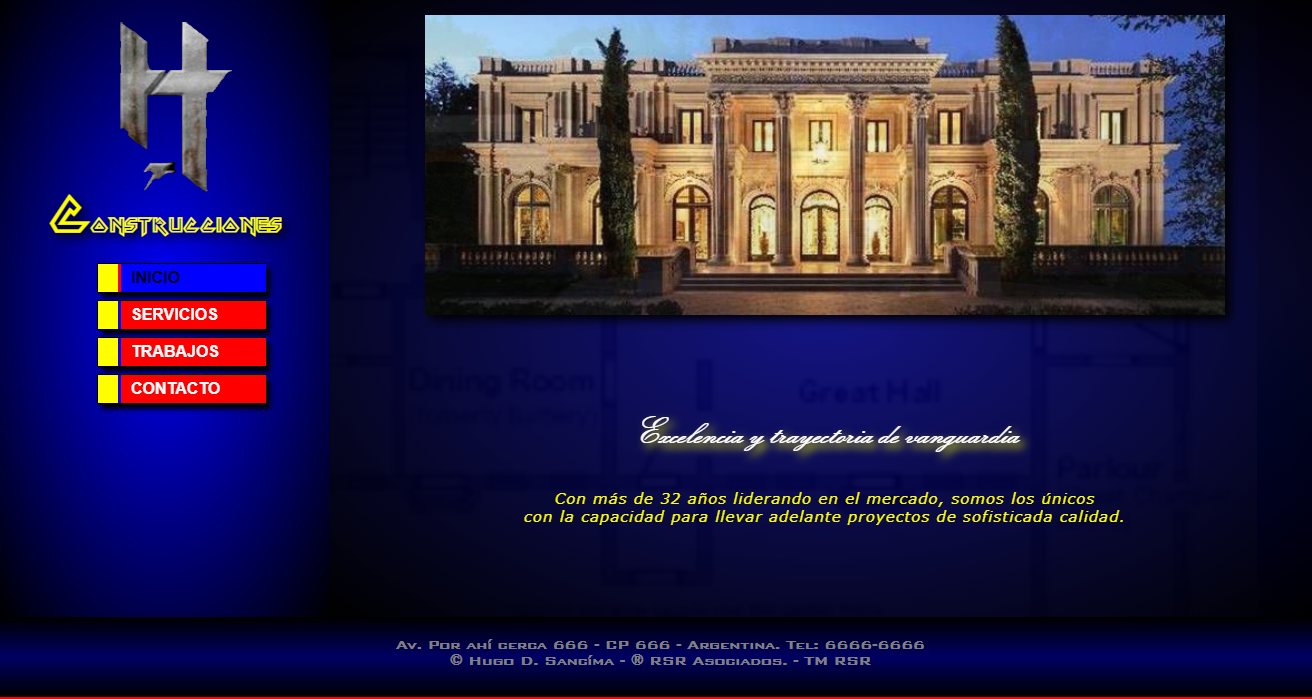 H
Construcciones
INICIO
SERVICIOS
TRABAJOS
CONTACTO
Dining Room
Great Hall
Parlour
Excelencia y trayectoria de vanguardia
Con más de 32 años liderando en el mercado, somos los únicos
con la capacidad para llevar adelante proyectos de sofisticada calidad.
Av. Por ahí cerca 666 - CP 666 - Argentina. Tel: 6666-6666
© Hugo D. Sangíma - ® RSR Asociados. - TM RSR